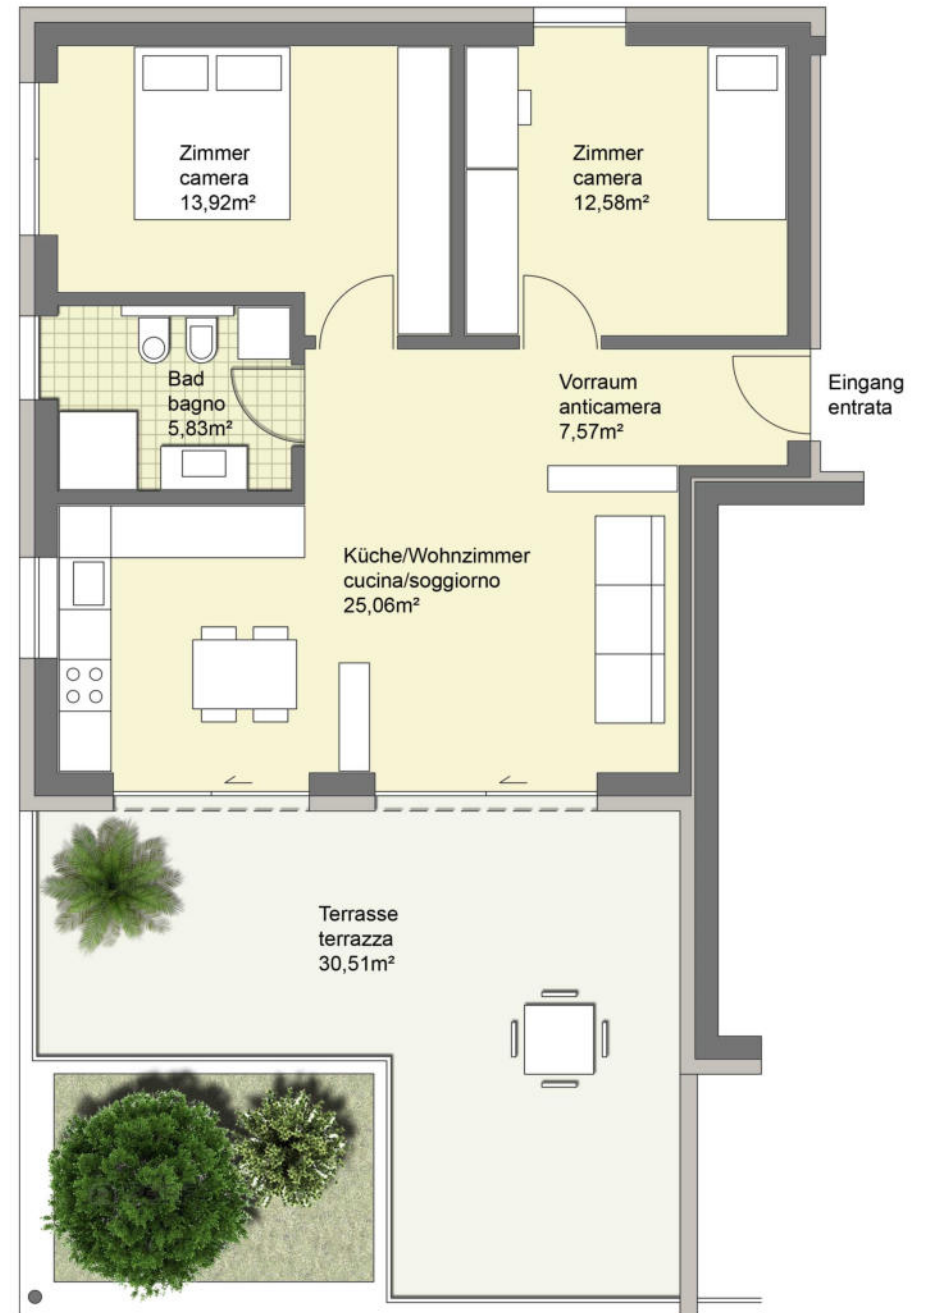 Zimmer
camera
13,92m²
Zimmer
camera
12,58m²
Bad
bagno
5,83m²
Vorraum
anticamera
7,57m²
Eingang
entrata
Küche/Wohnzimmer
cucina/soggiorno
25,06m²
Terrasse
terrazza
30,51m²